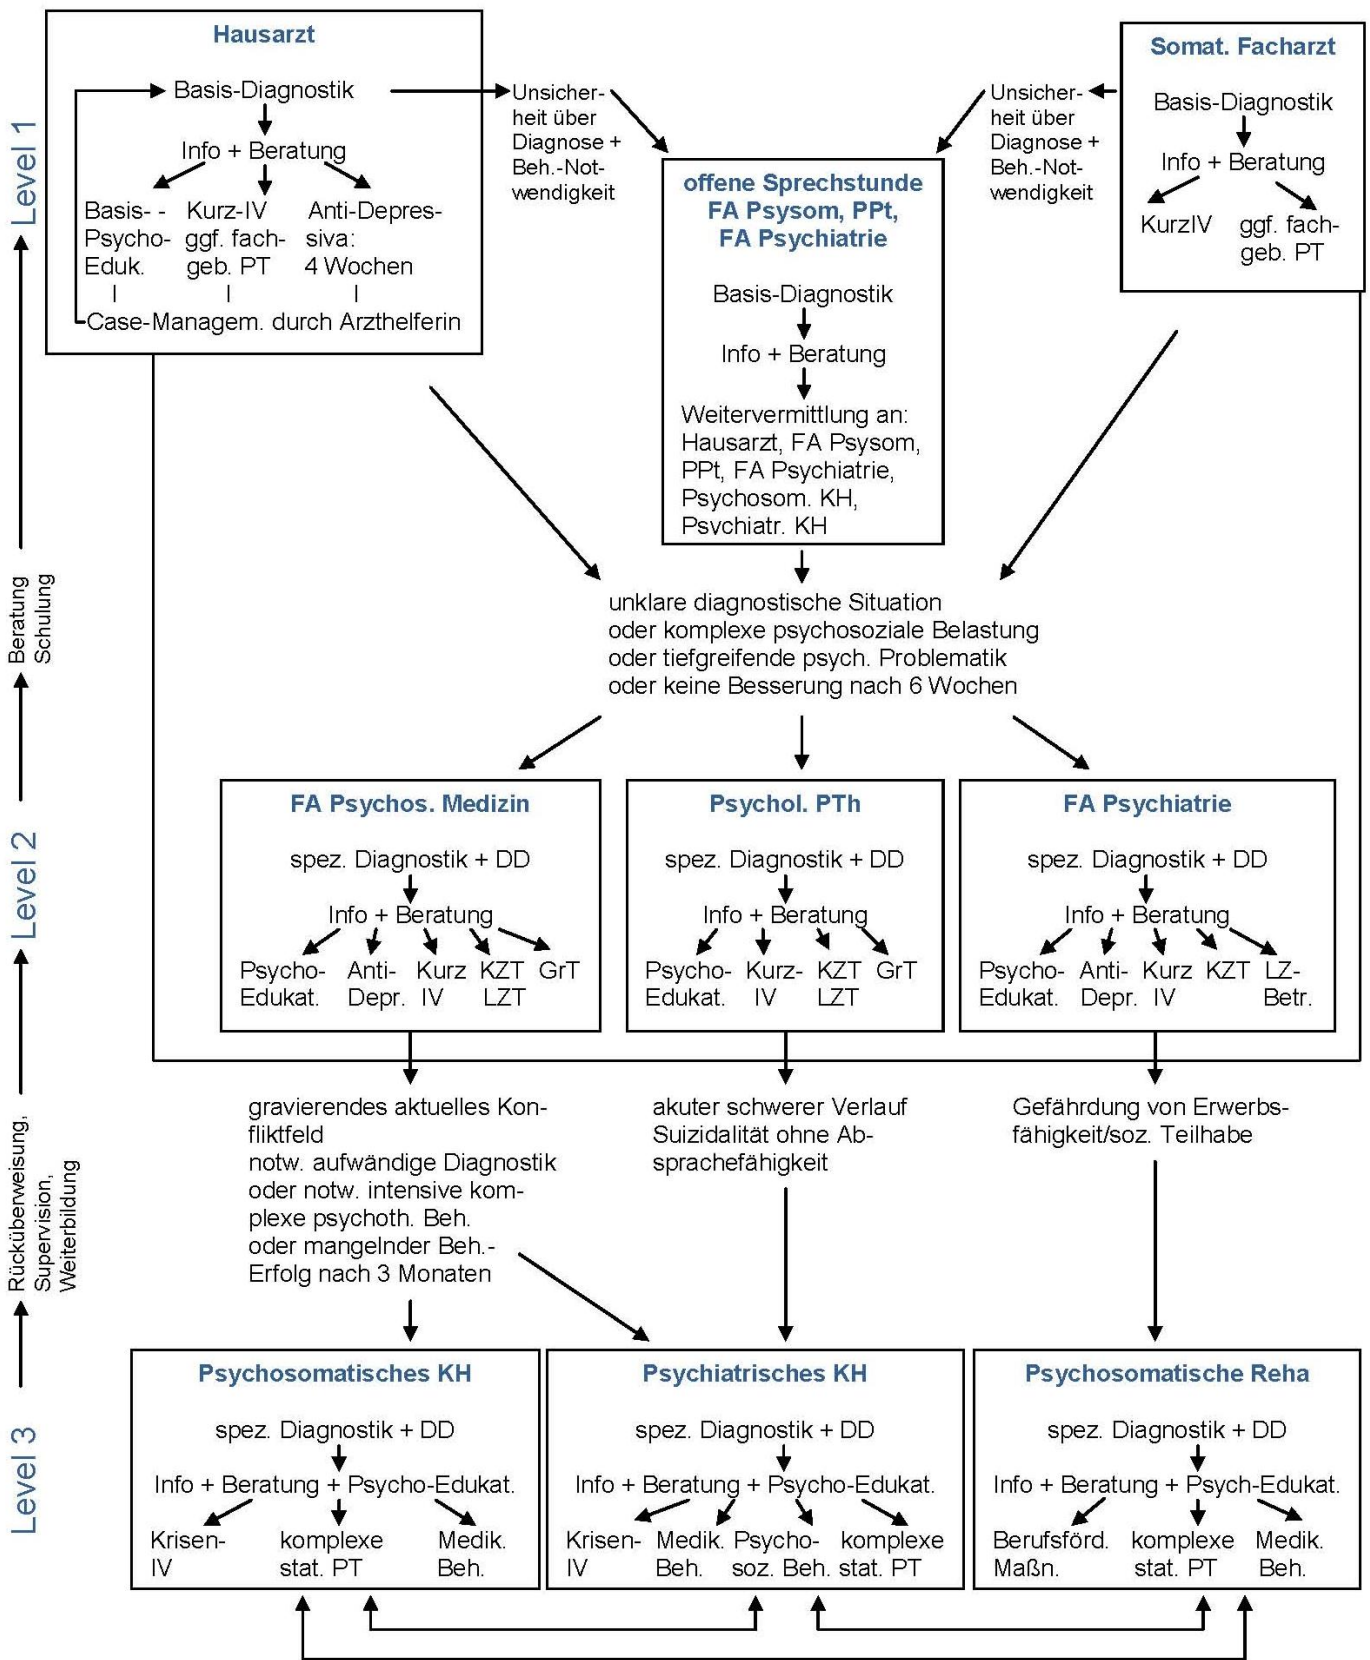 Level 1
Beratung
Schulung
Level 2
Rücküberweisung,
Supervision,
Weiterbildung
Level 3
Hausarzt
Basis-Diagnostik
Info + Beratung
Basis- -
Psycho-
Eduk.
Kurz-IV
ggf. fach-
geb. PT
Anti-Depres-
siva:
4 Wochen
Case-Managem. durch Arzthelferin
Unsicher-
heit über
Diagnose +
Beh.-Not-
wendigkeit
offene Sprechstunde
FA Psysom, PPt,
FA Psychiatrie
Basis-Diagnostik
Info + Beratung
Weitervermittlung an:
Hausarzt, FA Psysom,
PPt, FA Psychiatrie,
Psychosom. KH,
Psychiatr. KH
Unsicher-
heit über
Diagnose +
Beh.-Not-
wendigkeit
Somat. Facharzt
Basis-Diagnostik
Info + Beratung
KurzIV
ggf. fach-
geb. PT
unklare diagnostische Situation
oder komplexe psychosoziale Belastung
oder tiefgreifende psych. Problematik
oder keine Besserung nach 6 Wochen
FA Psychos. Medizin
spez. Diagnostik + DD
Info + Beratung
Psycho-
Edukat.
Anti-
Depr.
Kurz
IV
KZT
LZT
GrT
Psychol. PTh
spez. Diagnostik + DD
Info + Beratung
Psycho-
Edukat.
Kurz-
IV
KZT
LZT
GrT
FA Psychiatrie
spez. Diagnostik + DD
Info + Beratung
Psycho-
Edukat.
Anti-
Depr.
Kurz
IV
KZT
LZ-
Betr.
gravierendes aktuelles Kon-
fliktfeld
notw. aufwändige Diagnostik
oder notw. intensive kom-
plexe psychoth. Beh.
oder mangelnder Beh.-
Erfolg nach 3 Monaten
akuter schwerer Verlauf
Suizidalität ohne Ab-
sprachefähigkeit
Gefährdung von Erwerbs-
fähigkeit/soz. Teilhabe
Psychosomatisches KH
spez. Diagnostik + DD
Info + Beratung + Psycho-Edukat.
Krisen-
IV
komplexe
stat. PT
Medik.
Beh.
Psychiatrisches KH
spez. Diagnostik + DD
Info + Beratung + Psycho-Edukat.
Krisen-
IV
Medik.
Beh.
Psycho-
soz. Beh.
komplexe
stat. PT
Psychosomatische Reha
spez. Diagnostik + DD
Info + Beratung + Psych-Edukat.
Berufsförd.
Maßn.
komplexe
stat. PT
Medik.
Beh.